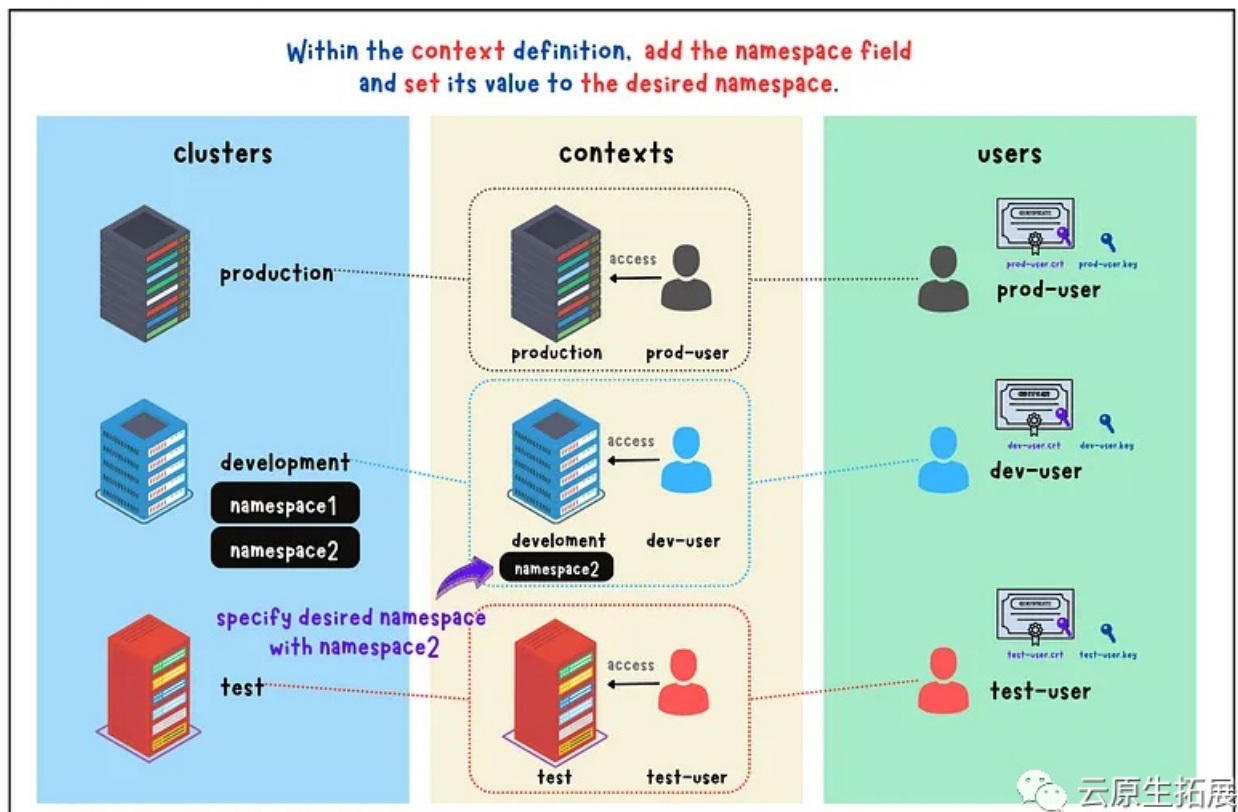 Within the context definition, add the namespace field
and set its value to the desired namespace.
clusters
production
development
namespace1
namespace2
specify desired namespace
with namespace2
test
contexts
access
production prod-user
access
develoment dev-user
namespace2
access
test test-user
users
CERTIFICATE
prod-user.crt prod-user.key
prod-user
CERTIFICATE
dev-user.crt dev-user.key
dev-user
CERTIFICATE
test-user.crt test-user.key
test-user
云原生拓展